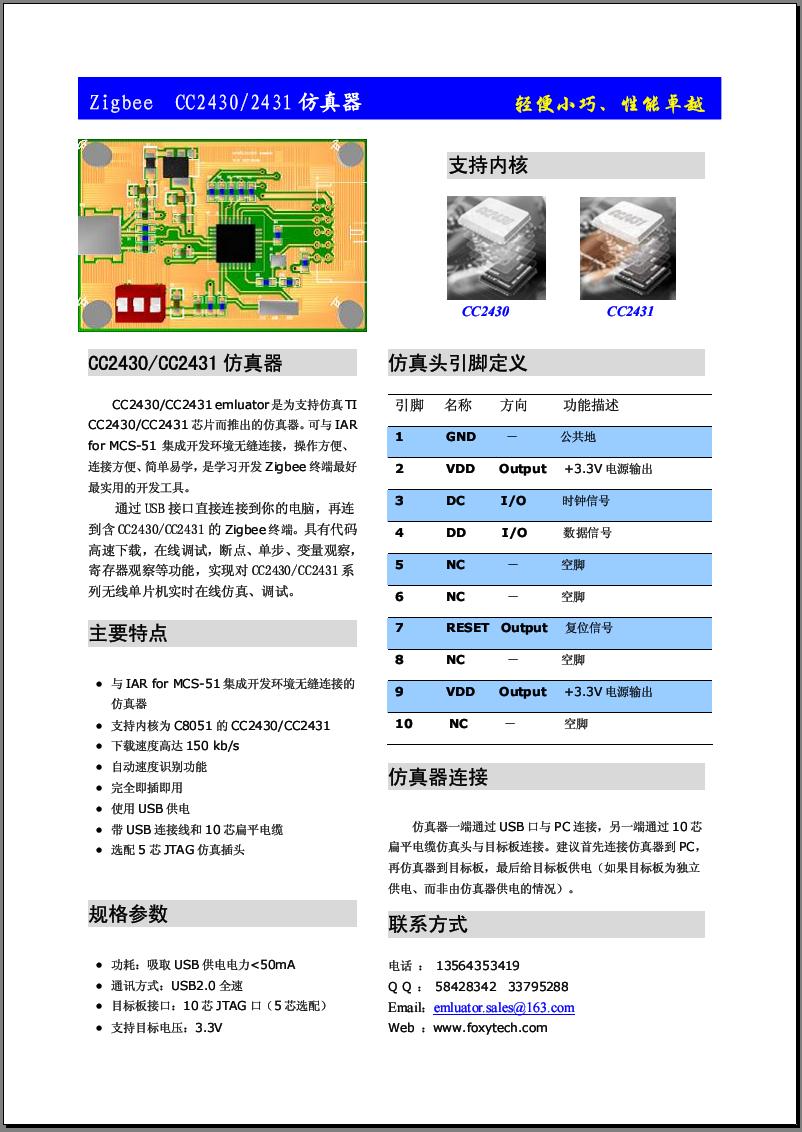 Zigbee CC2430/2431 仿真器
轻便小巧、性能卓越
支持内核
CC2430
CC2431
CC2430
CC2431
CC2430/CC2431 仿真器
CC2430/CC2431 emluator 是为支持仿真 TI
CC2430/CC2431 芯片而推出的仿真器。可与 IAR
for MCS-51 集成开发环境无缝连接，操作方便、
连接方便、简单易学，是学习开发 Zigbee 终端最好
最实用的开发工具。
通过 USB 接口直接连接到你的电脑，再连
到含 CC2430/CC2431 的 Zigbee 终端。具有代码
高速下载，在线调试，断点、单步、变量观察，
寄存器观察等功能，实现对 CC2430/CC2431 系
列无线单片机实时在线仿真、调试。
主要特点
● 与 IAR for MCS-51 集成开发环境无缝连接的
仿真器
● 支持内核为 C8051 的 CC2430/CC2431
● 下载速度高达 150 kb/s
● 自动速度识别功能
● 完全即插即用
● 使用 USB 供电
● 带 USB 连接线和 10 芯扁平电缆
● 选配 5 芯 JTAG 仿真插头
规格参数
● 功耗：吸取 USB 供电电力<50mA
● 通讯方式：USB2.0 全速
● 目标板接口：10 芯 JTAG 口（5 芯选配）
● 支持目标电压：3.3V
仿真头引脚定义
引脚 名称 方向 功能描述
1 GND — 公共地
2 VDD Output +3.3V 电源输出
3 DC I/O 时钟信号
4 DD I/O 数据信号
5 NC — 空脚
6 NC — 空脚
7 RESET Output 复位信号
8 NC — 空脚
9 VDD Output +3.3V 电源输出
10 NC — 空脚
仿真器连接
仿真器一端通过 USB 口与 PC 连接，另一端通过 10 芯
扁平电缆仿真头与目标板连接。建议首先连接仿真器到 PC，
再仿真器到目标板，最后给目标板供电（如果目标板为独立
供电、而非由仿真器供电的情况）。
联系方式
电话 ： 13564353419
Q Q ： 58428342 33795288
Email: emluator.sales@163.com
Web ：www.foxytech.com